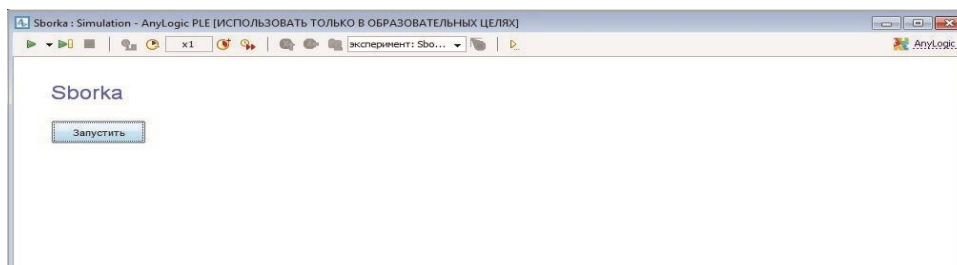 Sborka : Simulation - AnyLogic PLE [ИСПОЛЬЗОВАТЬ ТОЛЬКО В ОБРАЗОВАТЕЛЬНЫХ ЦЕЛЯХ]
x1 эксперимент: Sbo... AnyLogic
Sborka
Запустить